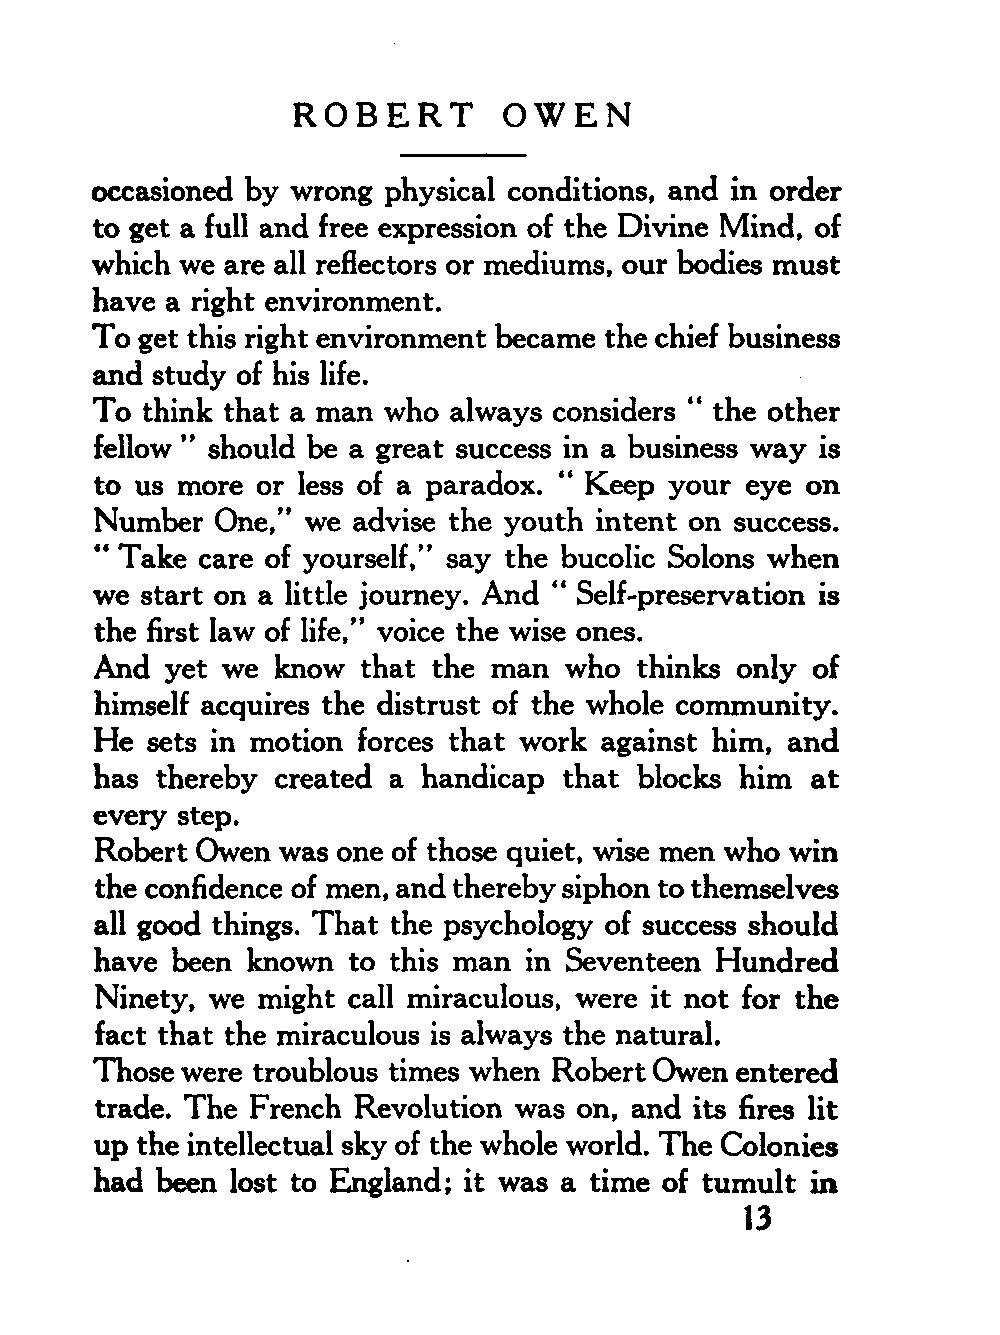 ROBERT OWEN
occasioned by wrong physical conditions, and in order
to get a full and free expression of the Divine Mind, of
which we are all reflectors or mediums, our bodies must
have a right environment.
To get this right environment became the chief business
and study of his life.
To think that a man who always considers “ the other
fellow ” should be a great success in a business way is
to us more or less of a paradox. “ Keep your eye on
Number One,” we advise the youth intent on success.
“ Take care of yourself,” say the bucolic Solons when
we start on a little journey. And “ Self-preservation is
the first law of life,” voice the wise ones.
And yet we know that the man who thinks only of
himself acquires the distrust of the whole community.
He sets in motion forces that work against him, and
has thereby created a handicap that blocks him at
every step.
Robert Owen was one of those quiet, wise men who win
the confidence of men, and thereby siphon to themselves
all good things. That the psychology of success should
have been known to this man in Seventeen Hundred
Ninety, we might call miraculous, were it not for the
fact that the miraculous is always the natural.
Those were troublous times when Robert Owen entered
trade. The French Revolution was on, and its fires lit
up the intellectual sky of the whole world. The Colonies
had been lost to England; it was a time of tumult in
13